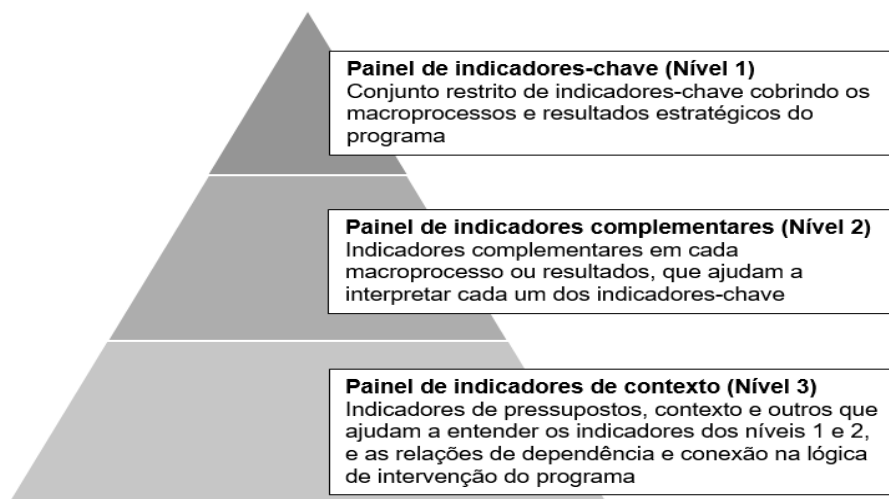 Painel de indicadores-chave (Nível 1)
Conjunto restrito de indicadores-chave cobrindo os
macroprocessos e resultados estratégicos do
programa
Painel de indicadores complementares (Nível 2)
Indicadores complementares em cada
macroprocesso ou resultados, que ajudam a
interpretar cada um dos indicadores-chave
Painel de indicadores de contexto (Nível 3)
Indicadores de pressupostos, contexto e outros que
ajudam a entender os indicadores dos níveis 1 e 2,
e as relações de dependência e conexão na lógica
de intervenção do programa